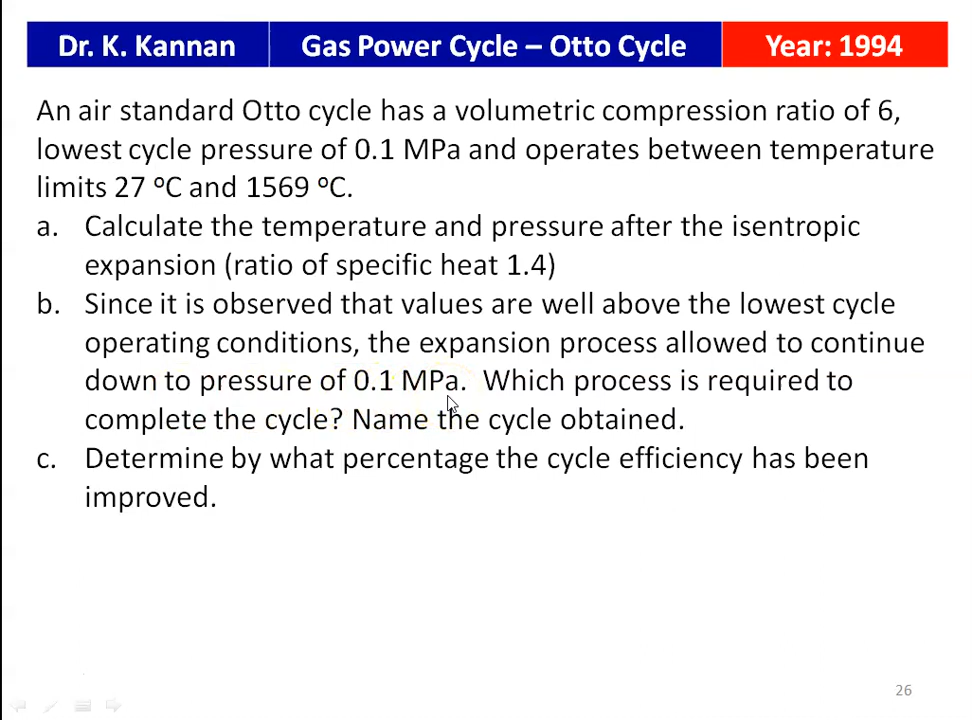 Dr. K. Kannan
Gas Power Cycle – Otto Cycle
Year: 1994
An air standard Otto cycle has a volumetric compression ratio of 6,
lowest cycle pressure of 0.1 MPa and operates between temperature
limits 27 ºC and 1569 ºC.
a. Calculate the temperature and pressure after the isentropic
expansion (ratio of specific heat 1.4)
b. Since it is observed that values are well above the lowest cycle
operating conditions, the expansion process allowed to continue
down to pressure of 0.1 MPa. Which process is required to
complete the cycle? Name the cycle obtained.
c. Determine by what percentage the cycle efficiency has been
improved.
26